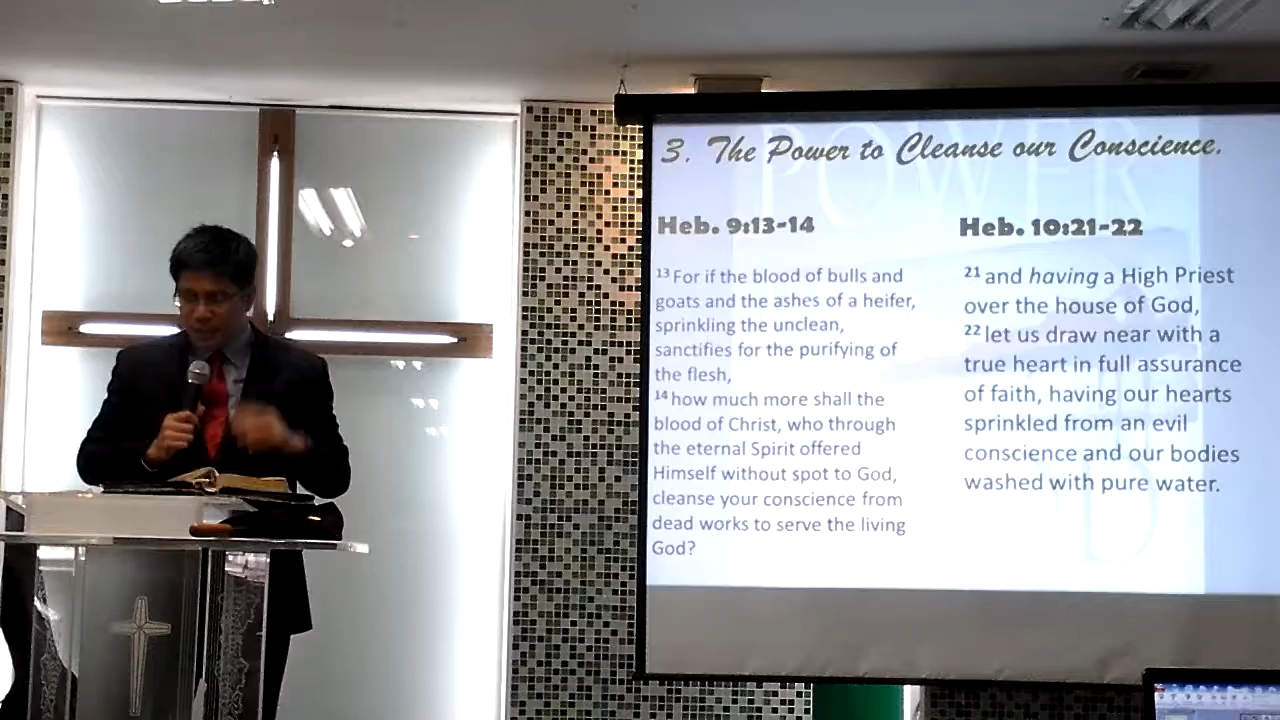 3. The Power to Cleanse our Conscience.
POWER
Heb. 9:13-14
13 For if the blood of bulls and
goats and the ashes of a heifer,
sprinkling the unclean,
sanctifies for the purifying of
the flesh,
14 how much more shall the
blood of Christ, who through
the eternal Spirit offered
Himself without spot to God,
cleanse your conscience from
dead works to serve the living
God?
Heb. 10:21-22
21 and having a High Priest
over the house of God,
22 let us draw near with a
true heart in full assurance
of faith, having our hearts
sprinkled from an evil
conscience and our bodies
washed with pure water.